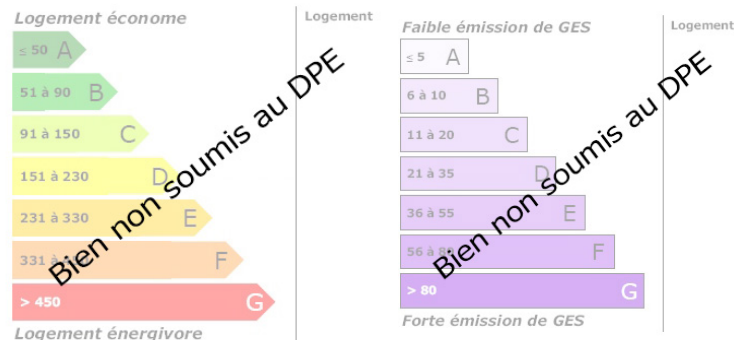 Logement économe
Logement
≤ 50 A
51 à 90 B
91 à 150 C
151 à 230 D
231 à 330 E
331 à F
> 450 G
Logement énergivore
Bien non soumis au DPE
Faible émission de GES
Logement
≤ 5 A
6 à 10 B
11 à 20 C
21 à 35 D
36 à 55 E
56 à 80 F
> 80 G
Forte émission de GES
Bien non soumis au DPE